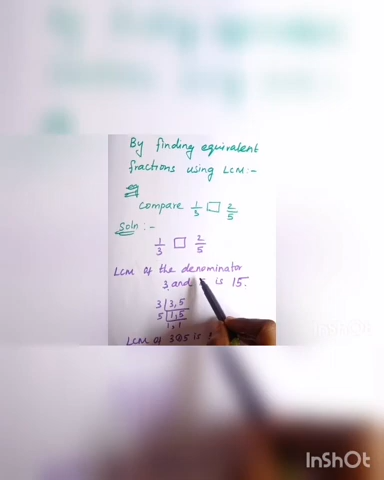 By finding equivalent
fractions using LCM:-
eg
Compare 1/3 □ 2/5
Soln :-
1/3 □ 2/5
LCM of the denominator
3 and is 15.
3 | 3, 5
5 | 1, 5
1, 1
LCM of 3 is
InShOt